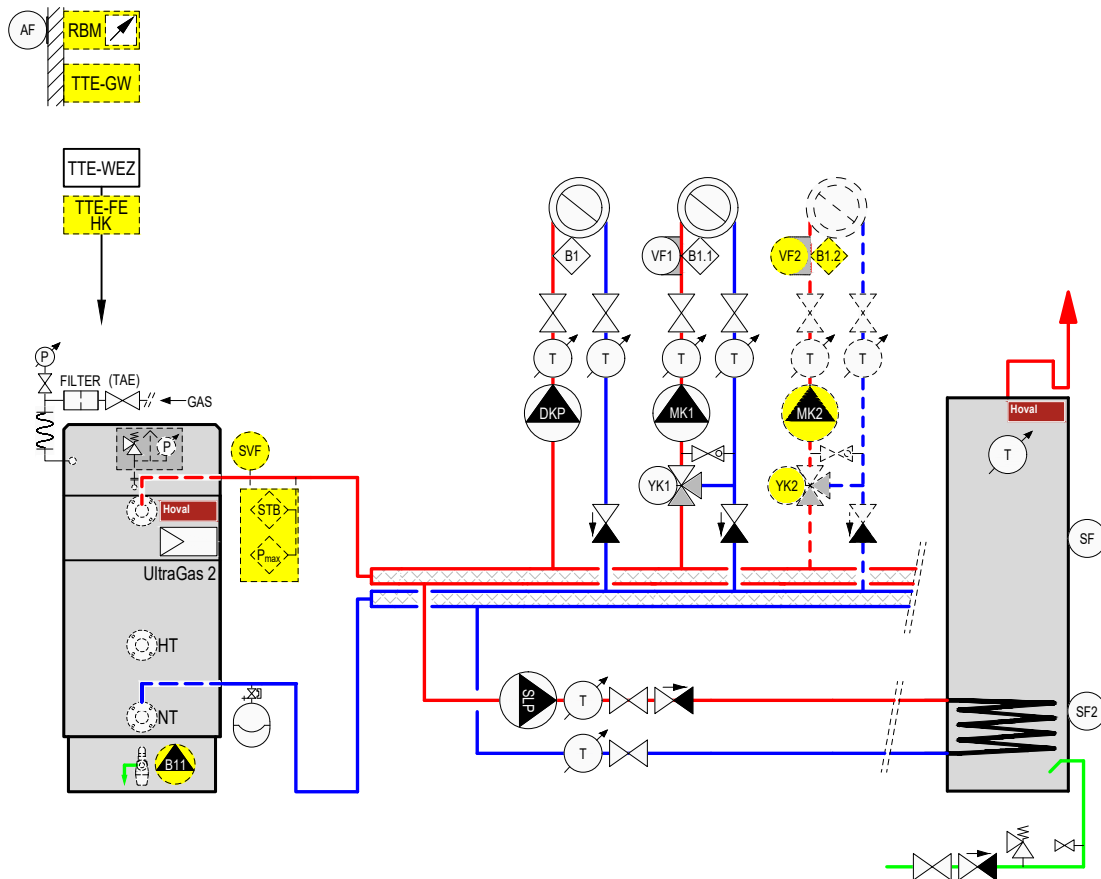 AF
RBM
TTE-GW
TTE-WEZ
TTE-FE
HK
B1
VF1
B1.1
VF2
B1.2
P
FILTER
(TAE)
GAS
T
T
T
T
T
T
DKP
MK1
MK2
Hoval
T
P
SVF
YK1
YK2
Hoval
STB
SF
P max
UltraGas 2
HT
SLP
T
SF2
NT
T
B11